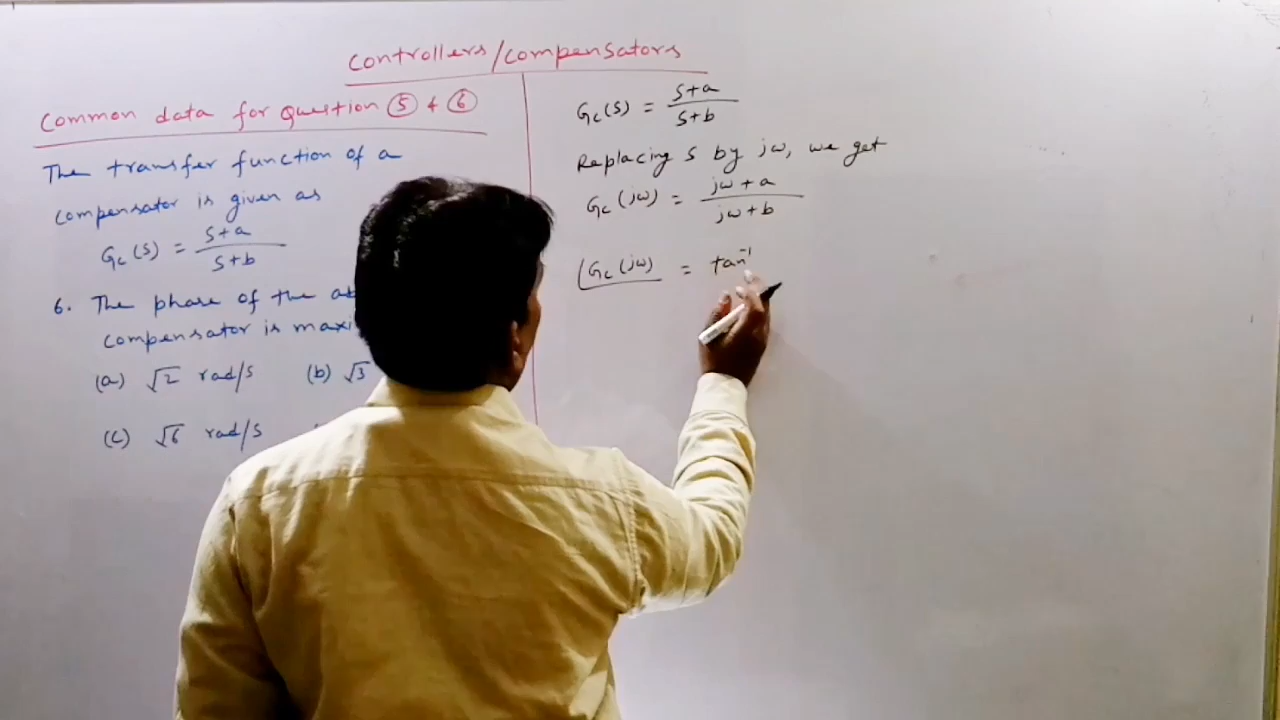 Controllers/Compensators
Common data for Question ⑤ & ⑥
The transfer function of a
compensator is given as
Gc(s) = s+a / s+b
6. The phase of the
compensator is
(a) √2 rad/s (b) √3
(c) √6 rad/s
Gc(s) = s+a / s+b
Replacing s by jω, we get
Gc(jω) = jω+a / jω+b
∠Gc(jω) = tan⁻¹